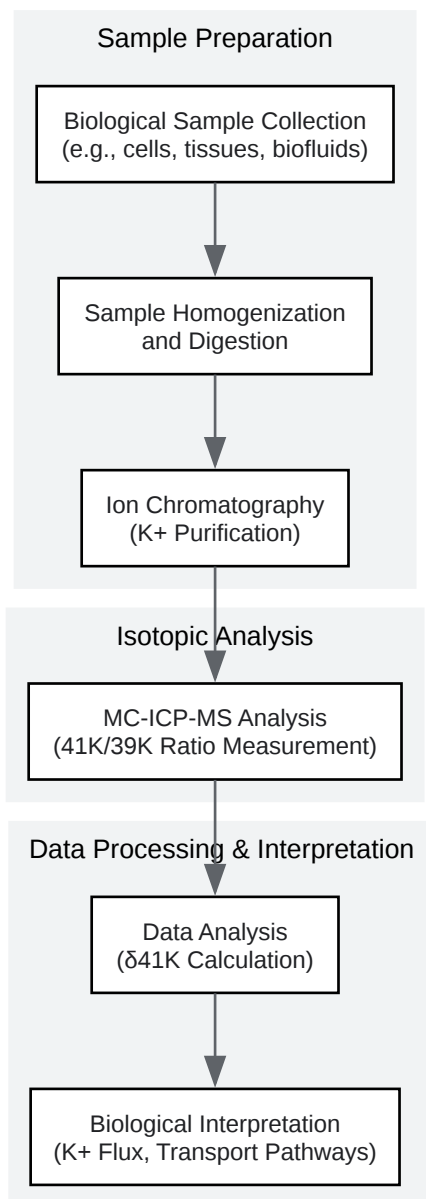 Sample Preparation
Biological Sample Collection
(e.g., cells, tissues, biofluids)
Sample Homogenization
and Digestion
Ion Chromatography
(K+ Purification)
Isotopic Analysis
MC-ICP-MS Analysis
(41K/39K Ratio Measurement)
Data Processing & Interpretation
Data Analysis
(δ41K Calculation)
Biological Interpretation
(K+ Flux, Transport Pathways)